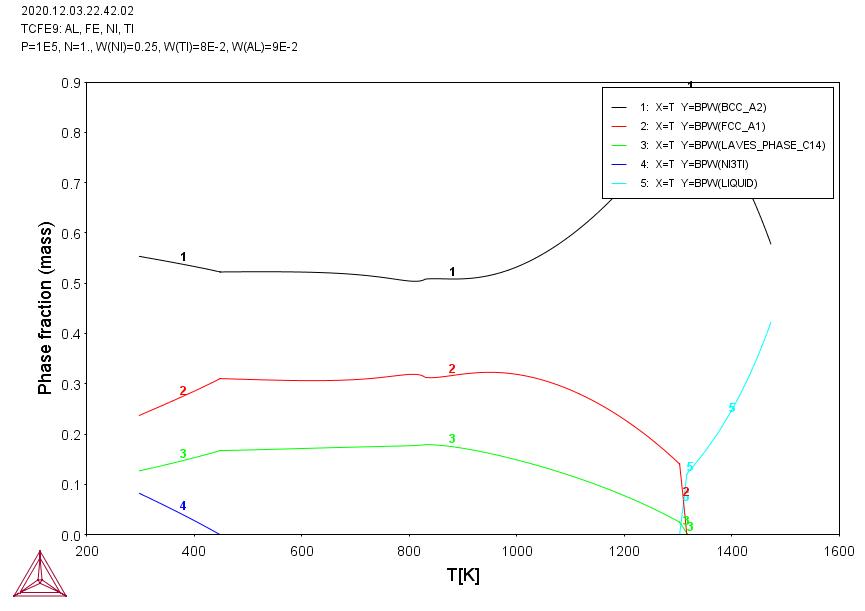 2020.12.03.22.42.02
TCFE9: AL, FE, NI, TI
P=1E5, N=1., W(NI)=0.25, W(TI)=8E-2, W(AL)=9E-2
0.9
0.8
0.7
0.6
0.5
0.4
0.3
0.2
0.1
0.0
Phase fraction (mass)
1
1: X=T Y=BPW(BCC_A2)
2: X=T Y=BPW(FCC_A1)
3: X=T Y=BPW(LAVES_PHASE_C14)
4: X=T Y=BPW(NI3TI)
5: X=T Y=BPW(LIQUID)
1
1
2
2
5
3
3
5
2
4
5
3
3
200 400 600 800 1000 1200 1400 1600
T[K]